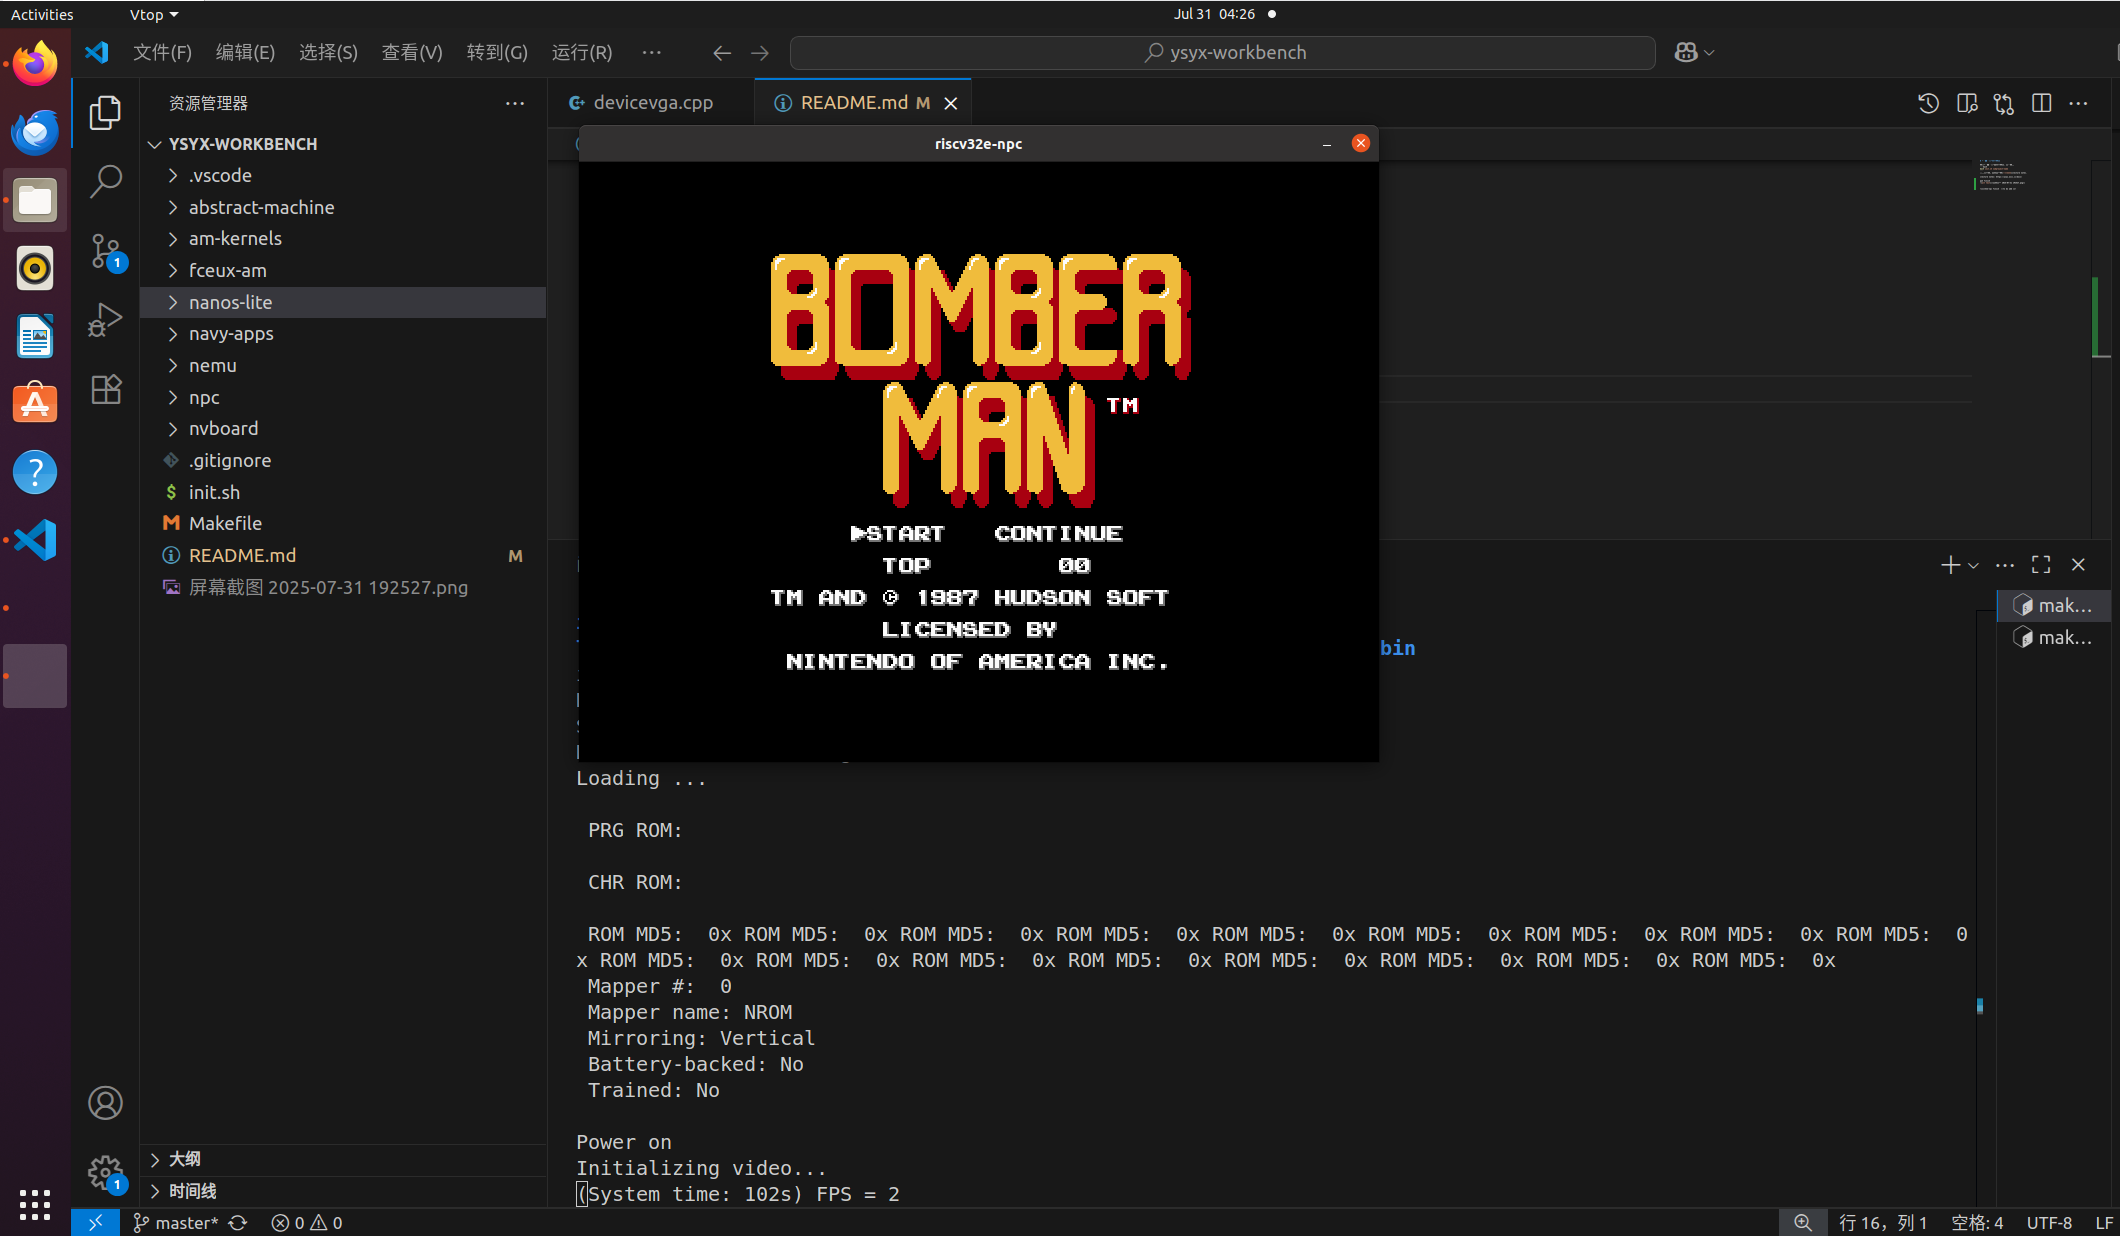 Activities
Vtop
Jul 31 04:26
文件(F) 编辑(E) 选择(S) 查看(V) 转到(G) 运行(R) ···
ysyx-workbench
资源管理器
devicevga.cpp
README.md M
YSYX-WORKBENCH
.vscode
abstract-machine
am-kernels
fceux-am
nanos-lite
navy-apps
nemu
npc
nvboard
.gitignore
init.sh
Makefile
README.md M
屏幕截图 2025-07-31 192527.png
大纲
时间线
riscv32e-npc
BOMBER
MAN TM
START CONTINUE
TOP 00
TM AND © 1987 HUDSON SOFT
LICENSED BY
NINTENDO OF AMERICA INC.
bin
mak...
mak...
Loading ...
PRG ROM:
CHR ROM:
ROM MD5: 0x ROM MD5: 0x ROM MD5: 0x ROM MD5: 0x ROM MD5: 0x ROM MD5: 0x ROM MD5: 0x ROM MD5: 0x ROM MD5: 0
x ROM MD5: 0x ROM MD5: 0x ROM MD5: 0x ROM MD5: 0x ROM MD5: 0x ROM MD5: 0x ROM MD5: 0x ROM MD5: 0x
Mapper #: 0
Mapper name: NROM
Mirroring: Vertical
Battery-backed: No
Trained: No
Power on
Initializing video...
(System time: 102s) FPS = 2
1
1
master* 0 0
行 16, 列 1 空格: 4 UTF-8 LF